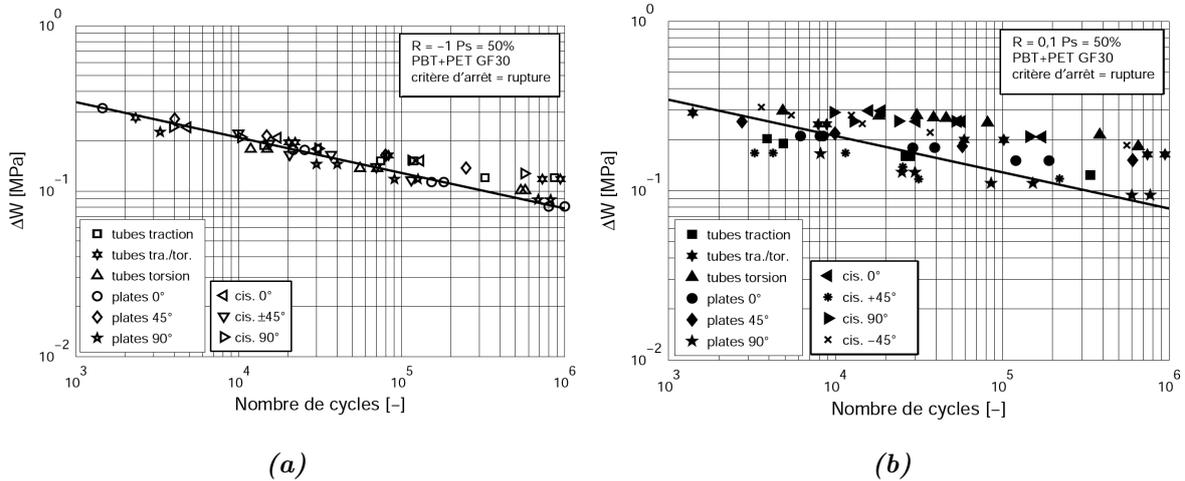 10^0
R = −1 Ps = 50%
PBT+PET GF30
critère d'arrêt = rupture
10^−1
ΔW [MPa]
tubes traction
tubes tra./tor.
tubes torsion
plates 0°
plates 45°
plates 90°
cis. 0°
cis. ±45°
cis. 90°
10^−2
10^3
10^4
10^5
10^6
Nombre de cycles [−]
(a)
10^0
R = 0,1 Ps = 50%
PBT+PET GF30
critère d'arrêt = rupture
10^−1
ΔW [MPa]
tubes traction
tubes tra./tor.
tubes torsion
plates 0°
plates 45°
plates 90°
cis. 0°
cis. +45°
cis. 90°
cis. −45°
10^−2
10^3
10^4
10^5
10^6
Nombre de cycles [−]
(b)